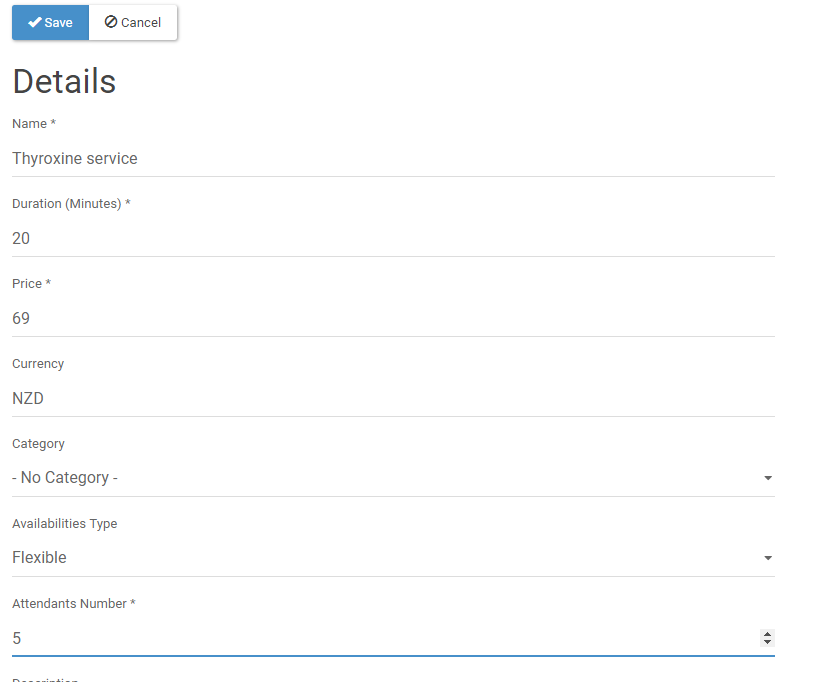 Save Cancel
Details
Name *
Thyroxine service
Duration (Minutes) *
20
Price *
69
Currency
NZD
Category
- No Category -
Availabilities Type
Flexible
Attendants Number *
5
Description